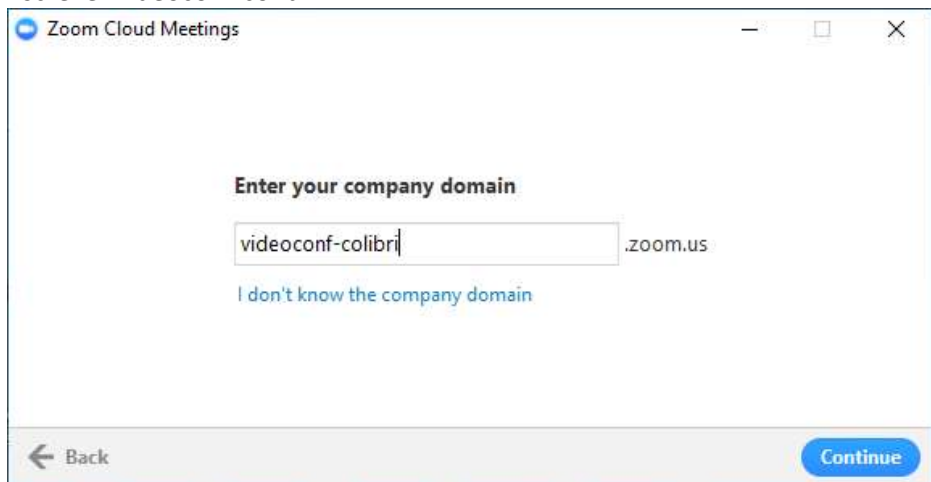 Zoom Cloud Meetings
Enter your company domain
videoconf-colibri .zoom.us
I don't know the company domain
Back Continue